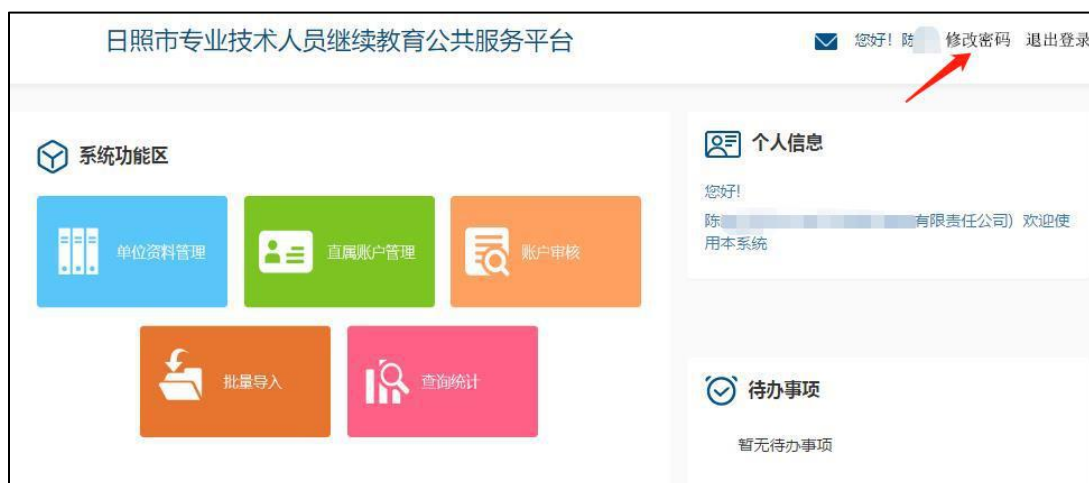 日照市专业技术人员继续教育公共服务平台
您好！陈 修改密码 退出登录
系统功能区
单位资料管理
直属账户管理
账户审核
批量导入
查询统计
个人信息
您好!
陈 有限责任公司）欢迎使
用本系统
待办事项
暂无待办事项